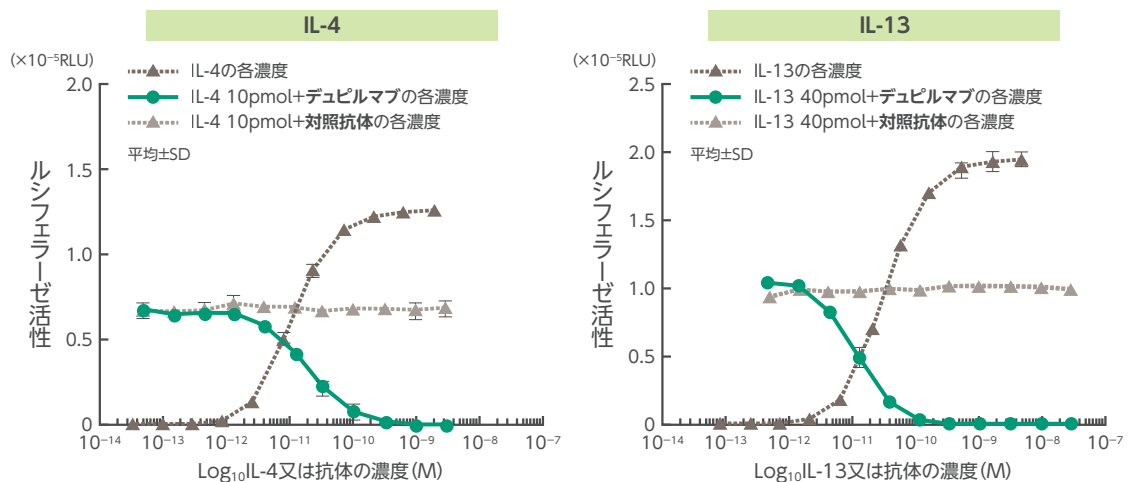 IL-4
(×10⁻⁵RLU)
IL-4の各濃度
IL-4 10pmol+デュピルマブの各濃度
IL-4 10pmol+対照抗体の各濃度
平均±SD
ルシフェラーゼ活性
2.0
1.5
1.0
0.5
0
10⁻¹⁴ 10⁻¹³ 10⁻¹² 10⁻¹¹ 10⁻¹⁰ 10⁻⁹ 10⁻⁸ 10⁻⁷
Log₁₀IL-4又は抗体の濃度(M)
IL-13
(×10⁻⁵RLU)
IL-13の各濃度
IL-13 40pmol+デュピルマブの各濃度
IL-13 40pmol+対照抗体の各濃度
平均±SD
ルシフェラーゼ活性
2.5
2.0
1.5
1.0
0.5
0
10⁻¹⁴ 10⁻¹³ 10⁻¹² 10⁻¹¹ 10⁻¹⁰ 10⁻⁹ 10⁻⁸ 10⁻⁷
Log₁₀IL-13又は抗体の濃度(M)